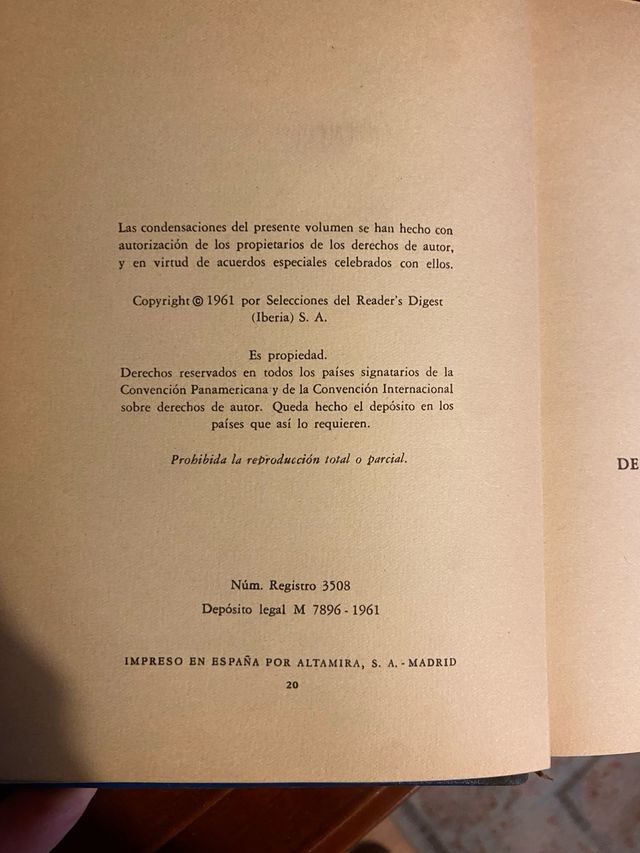 Las condensaciones del presente volumen se han hecho con
autorización de los propietarios de los derechos de autor,
y en virtud de acuerdos especiales celebrados con ellos.
Copyright © 1961 por Selecciones del Reader's Digest
(Iberia) S. A.
Es propiedad.
Derechos reservados en todos los países signatarios de la
Convención Panamericana y de la Convención Internacional
sobre derechos de autor. Queda hecho el depósito en los
países que así lo requieren.
Prohibida la reproducción total o parcial.
Núm. Registro 3508
Depósito legal M 7896 - 1961
IMPRESO EN ESPAÑA POR ALTAMIRA, S. A. - MADRID
20
DE